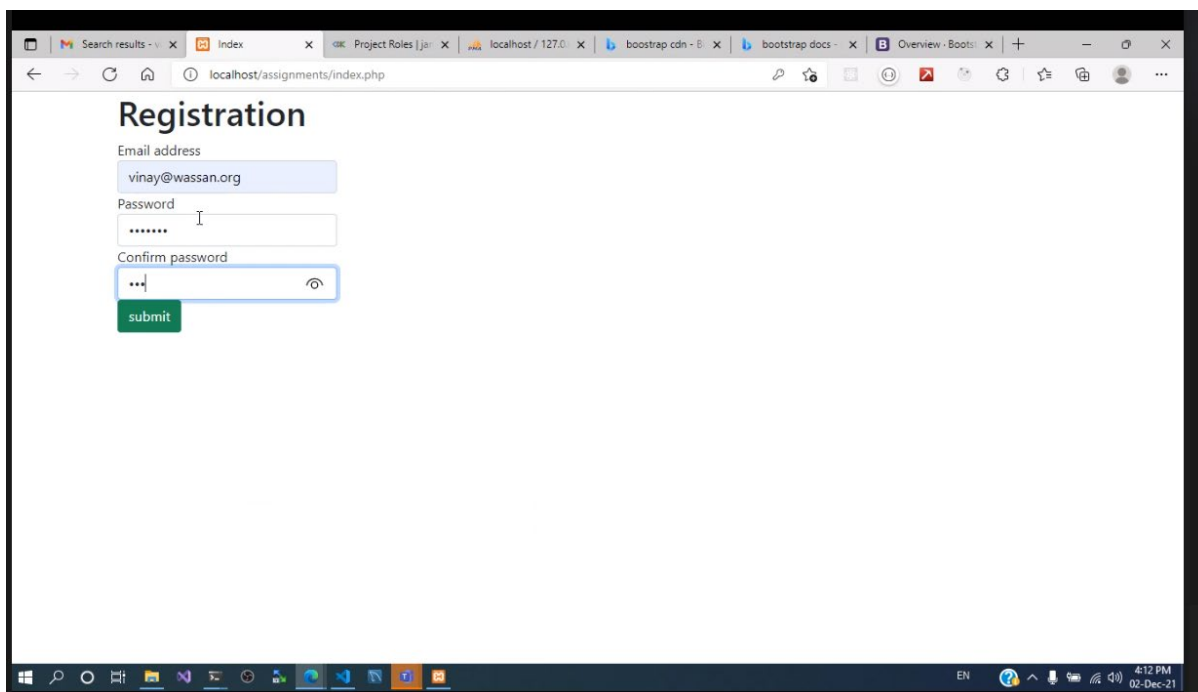 Search results - v
Index
Project Roles | jar
localhost / 127.0.
boostrap cdn - B
bootstrap docs -
Overview · Boots
localhost/assignments/index.php
Registration
Email address
vinay@wassan.org
Password
•••••••
Confirm password
•••
submit
EN
4:12 PM
02-Dec-21